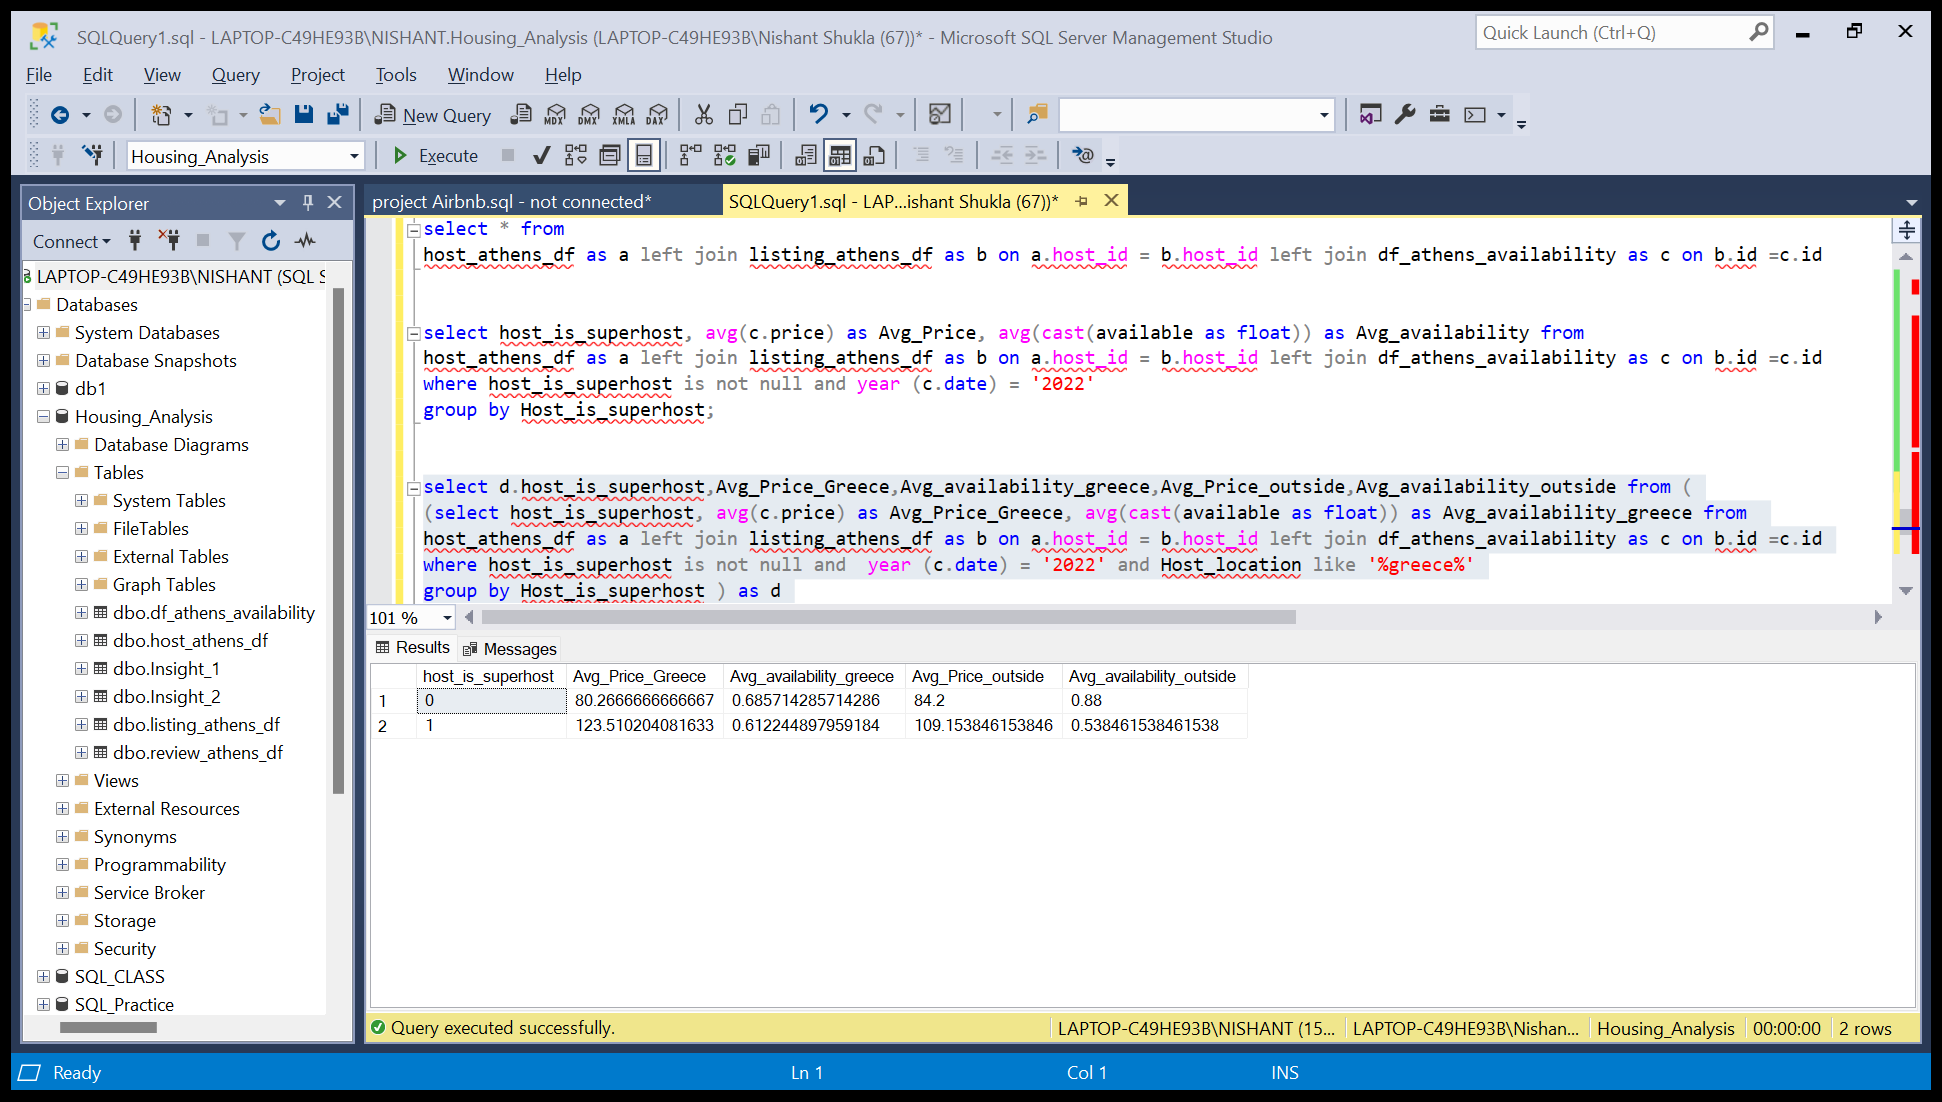 SQLQuery1.sql - LAPTOP-C49HE93B\NISHANT.Housing_Analysis (LAPTOP-C49HE93B\Nishant Shukla (67))* - Microsoft SQL Server Management Studio
Quick Launch (Ctrl+Q)
File Edit View Query Project Tools Window Help
New Query MDX DMX XMLA DAX
Housing_Analysis Execute
Object Explorer
Connect
LAPTOP-C49HE93B\NISHANT (SQL S
Databases
System Databases
Database Snapshots
db1
Housing_Analysis
Database Diagrams
Tables
System Tables
FileTables
External Tables
Graph Tables
dbo.df_athens_availability
dbo.host_athens_df
dbo.Insight_1
dbo.Insight_2
dbo.listing_athens_df
dbo.review_athens_df
Views
External Resources
Synonyms
Programmability
Service Broker
Storage
Security
SQL_CLASS
SQL_Practice
project Airbnb.sql - not connected*
SQLQuery1.sql - LAP...ishant Shukla (67))*
select * from
host_athens_df as a left join listing_athens_df as b on a.host_id = b.host_id left join df_athens_availability as c on b.id =c.id
select host_is_superhost, avg(c.price) as Avg_Price, avg(cast(available as float)) as Avg_availability from
host_athens_df as a left join listing_athens_df as b on a.host_id = b.host_id left join df_athens_availability as c on b.id =c.id
where host_is_superhost is not null and year (c.date) = '2022'
group by Host_is_superhost;
select d.host_is_superhost,Avg_Price_Greece,Avg_availability_greece,Avg_Price_outside,Avg_availability_outside from (
(select host_is_superhost, avg(c.price) as Avg_Price_Greece, avg(cast(available as float)) as Avg_availability_greece from
host_athens_df as a left join listing_athens_df as b on a.host_id = b.host_id left join df_athens_availability as c on b.id =c.id
where host_is_superhost is not null and  year (c.date) = '2022' and Host_location like '%greece%'
group by Host_is_superhost ) as d
101 %
Results Messages
host_is_superhost Avg_Price_Greece Avg_availability_greece Avg_Price_outside Avg_availability_outside
1 0 80.2666666666667 0.685714285714286 84.2 0.88
2 1 123.510204081633 0.612244897959184 109.153846153846 0.538461538461538
Query executed successfully. LAPTOP-C49HE93B\NISHANT (15... LAPTOP-C49HE93B\Nishan... Housing_Analysis 00:00:00 2 rows
Ready Ln 1 Col 1 INS